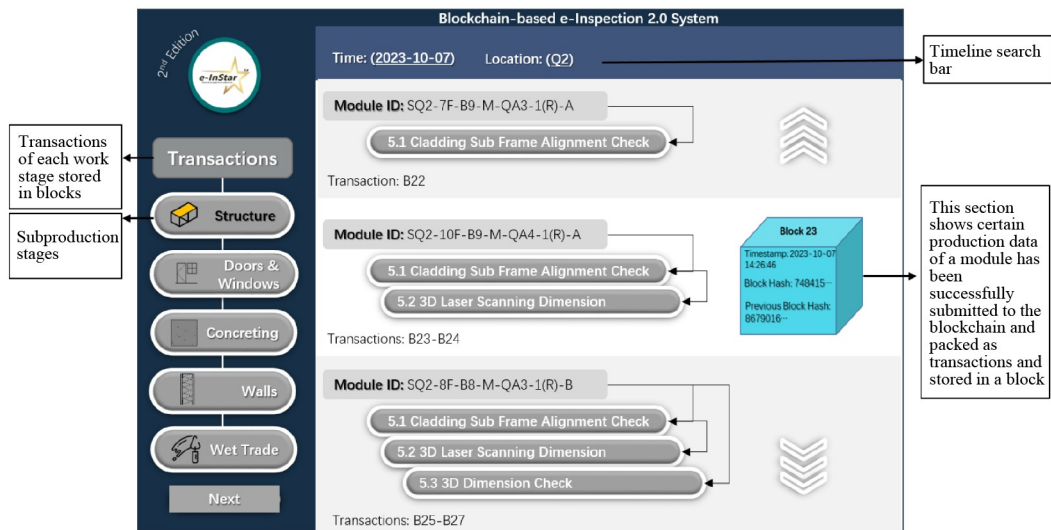 Blockchain-based e-Inspection 2.0 System
2nd Edition
e-InStar
Time: (2023-10-07)
Location: (Q2)
Timeline search
bar
Transactions
of each work
stage stored
in blocks
Subproduction
stages
Transactions
Structure
Doors &
Windows
Concreting
Walls
Wet Trade
Next
Module ID: SQ2-7F-B9-M-QA3-1(R)-A
5.1 Cladding Sub Frame Alignment Check
Transaction: B22
Module ID: SQ2-10F-B9-M-QA4-1(R)-A
5.1 Cladding Sub Frame Alignment Check
5.2 3D Laser Scanning Dimension
Transactions: B23-B24
Block 23
Timestamp: 2023-10-07
14:26:46
Block Hash: 748415···
Previous Block Hash:
8679016···
This section
shows certain
production data
of a module has
been
successfully
submitted to the
blockchain and
packed as
transactions and
stored in a block
Module ID: SQ2-8F-B8-M-QA3-1(R)-B
5.1 Cladding Sub Frame Alignment Check
5.2 3D Laser Scanning Dimension
5.3 3D Dimension Check
Transactions: B25-B27